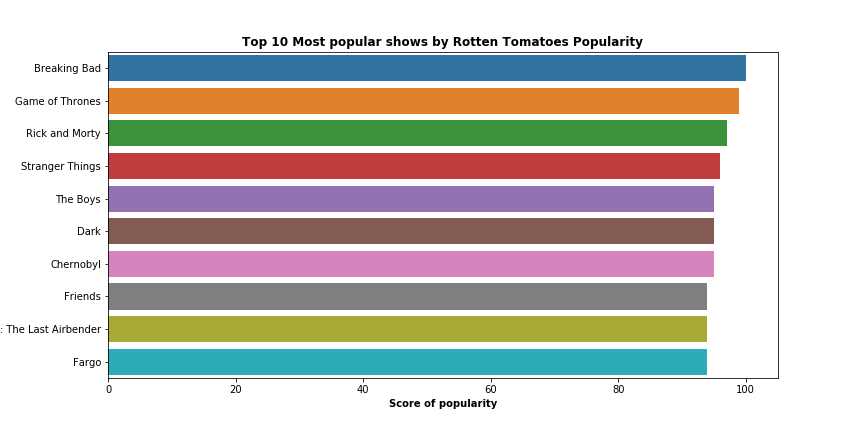 Top 10 Most popular shows by Rotten Tomatoes Popularity
Breaking Bad
Game of Thrones
Rick and Morty
Stranger Things
The Boys
Dark
Chernobyl
Friends
: The Last Airbender
Fargo
0 20 40 60 80 100
Score of popularity